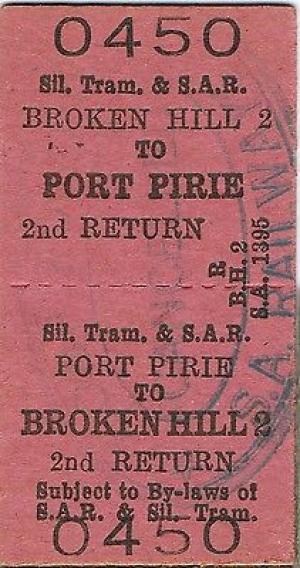 0450
Sil. Tram. & S.A.R.
BROKEN HILL 2
TO
PORT PIRIE
2nd RETURN
R
B.H. 2
S.A. 1395
Sil. Tram. & S.A.R.
PORT PIRIE
TO
BROKEN HILL 2
2nd RETURN
Subject to By-laws of
S.A.R. & Sil. Tram.
0450
S.A. RAILWA